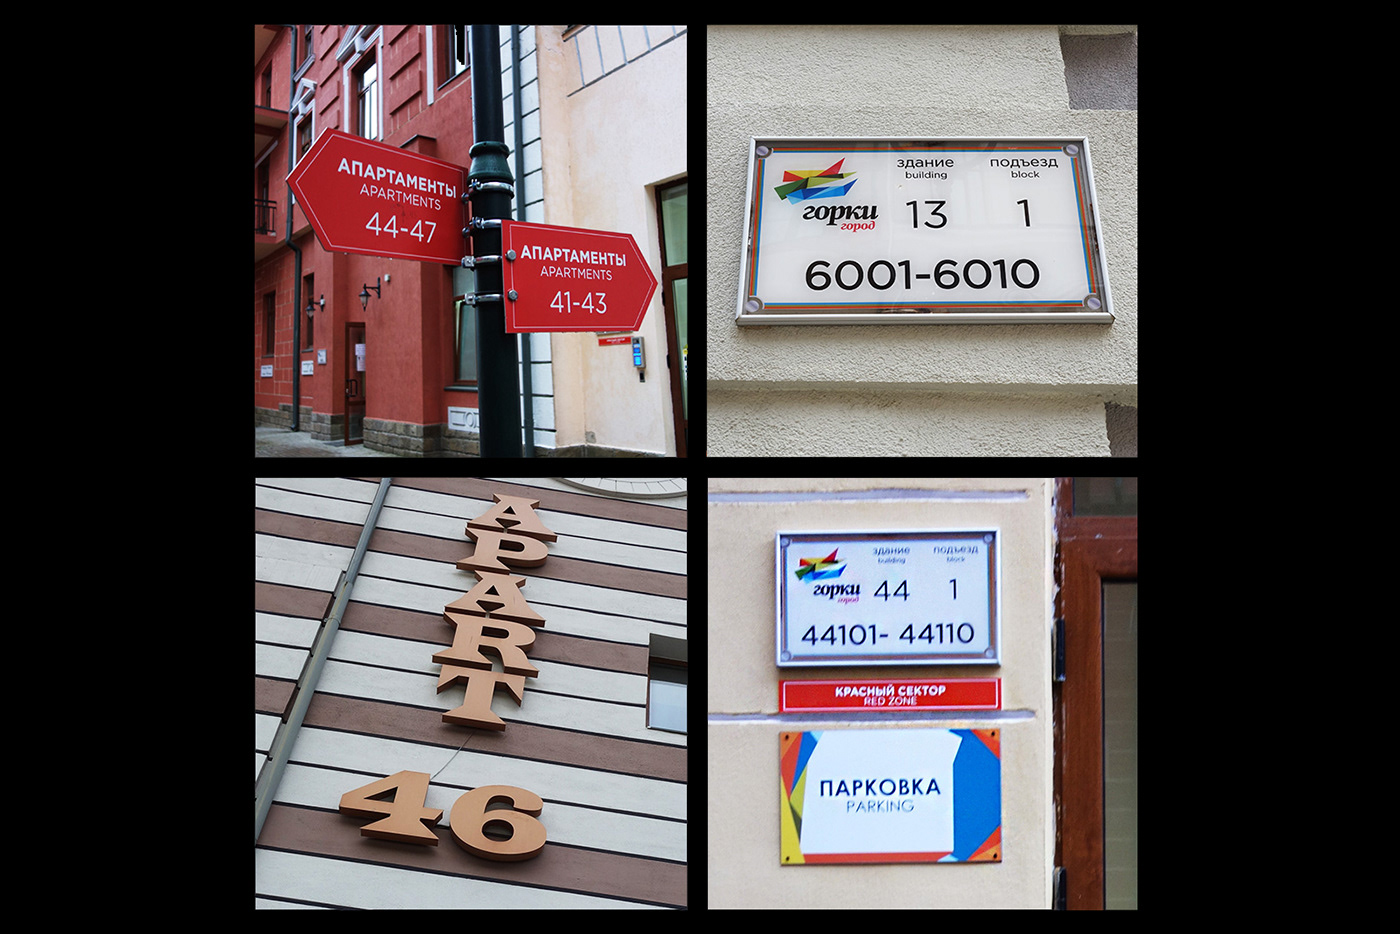 АПАРТАМЕНТЫ
APARTMENTS
44-47
АПАРТАМЕНТЫ
APARTMENTS
41-43
горки
город
здание
building
13
подъезд
block
1
6001-6010
APART
46
горки
город
здание
building
44
подъезд
block
1
44101- 44110
КРАСНЫЙ СЕКТОР
RED ZONE
ПАРКОВКА
PARKING